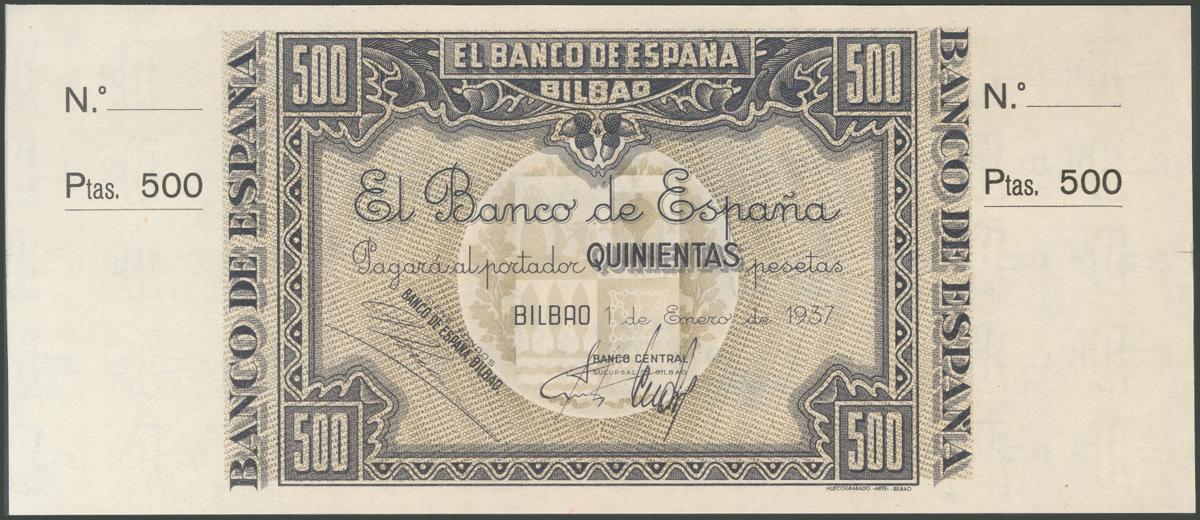 N.º
Ptas. 500
BANCO DE ESPAÑA
500
EL BANCO DE ESPAÑA
BILBAO
500
El Banco de España
Pagará al portador QUINIENTAS pesetas
BILBAO 1 de Enero de 1937
BANCO DE ESPAÑA BILBAO.
BANCO CENTRAL
SUCURSAL DE BILBAO
500
500
HUECOGRABADO -ARTE- BILBAO
BANCO DE ESPAÑA
N.º
Ptas. 500